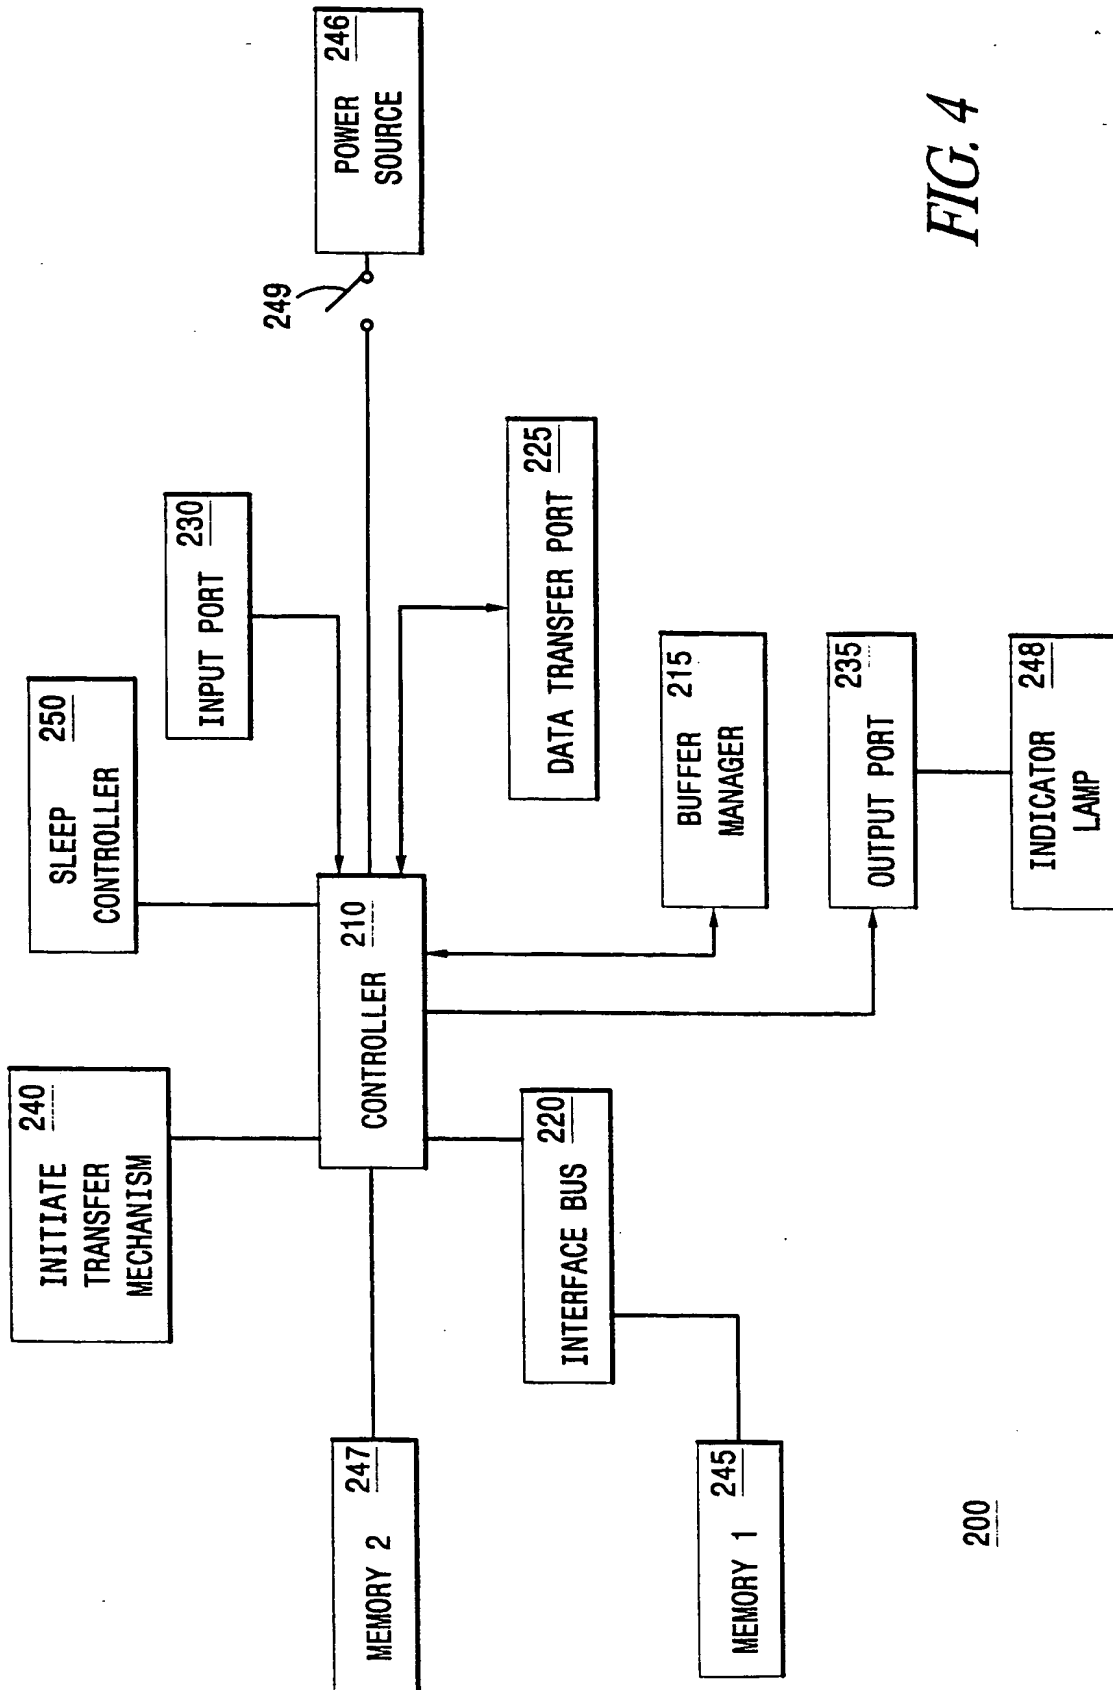 INITIATE
TRANSFER
MECHANISM
240
SLEEP
CONTROLLER
250
INPUT PORT 230
249
POWER
SOURCE
246
MEMORY 2 247
CONTROLLER 210
INTERFACE BUS 220
DATA TRANSFER PORT 225
BUFFER
MANAGER
215
MEMORY 1 245
OUTPUT PORT 235
INDICATOR
LAMP
248
200
FIG. 4